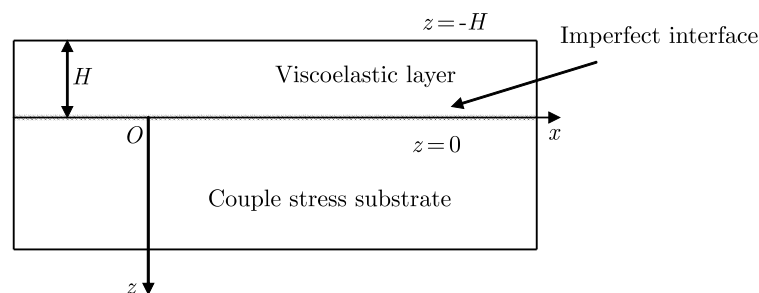 z = -H
Imperfect interface
H
Viscoelastic layer
O
x
z = 0
Couple stress substrate
z